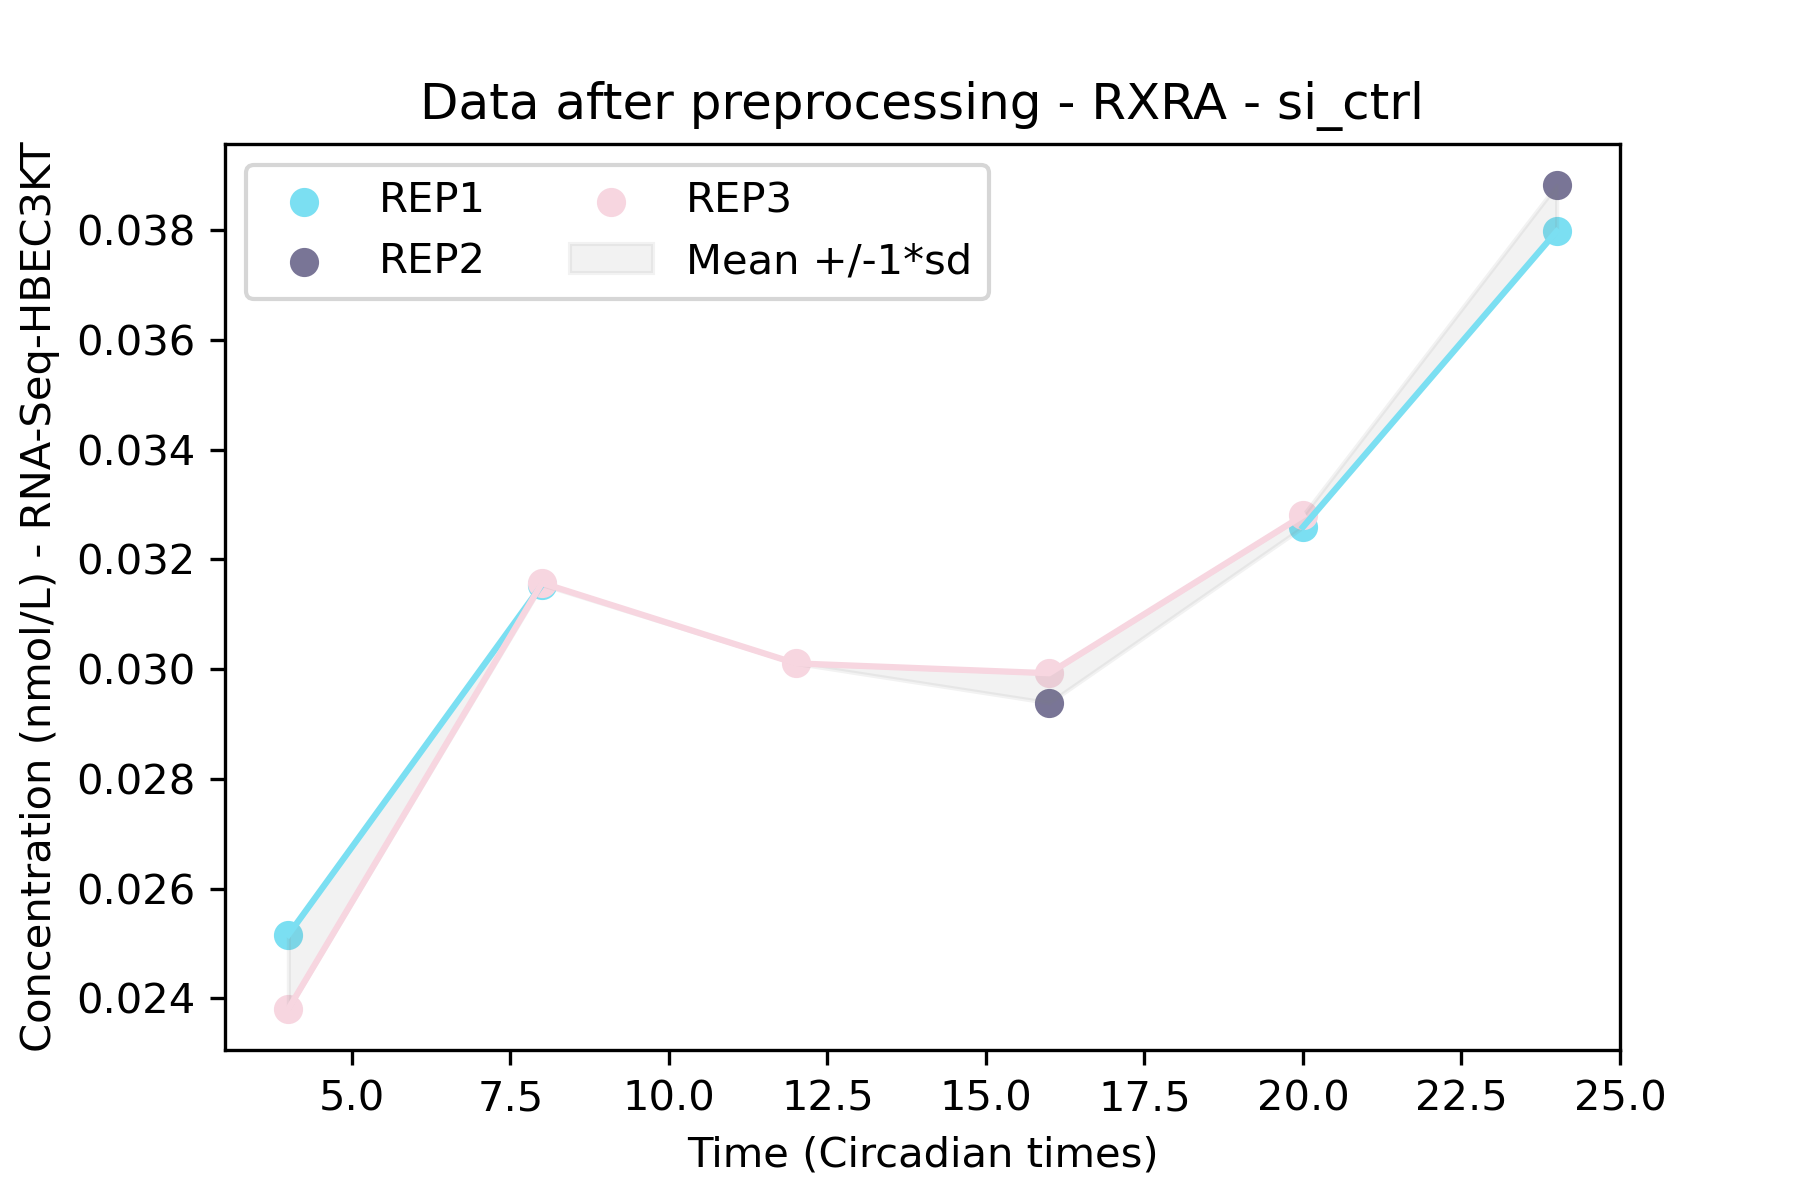 Data after preprocessing - RXRA - si_ctrl
Concentration (nmol/L) - RNA-Seq-HBEC3KT
REP1
REP2
REP3
Mean +/-1*sd
0.038
0.036
0.034
0.032
0.030
0.028
0.026
0.024
5.0 7.5 10.0 12.5 15.0 17.5 20.0 22.5 25.0
Time (Circadian times)